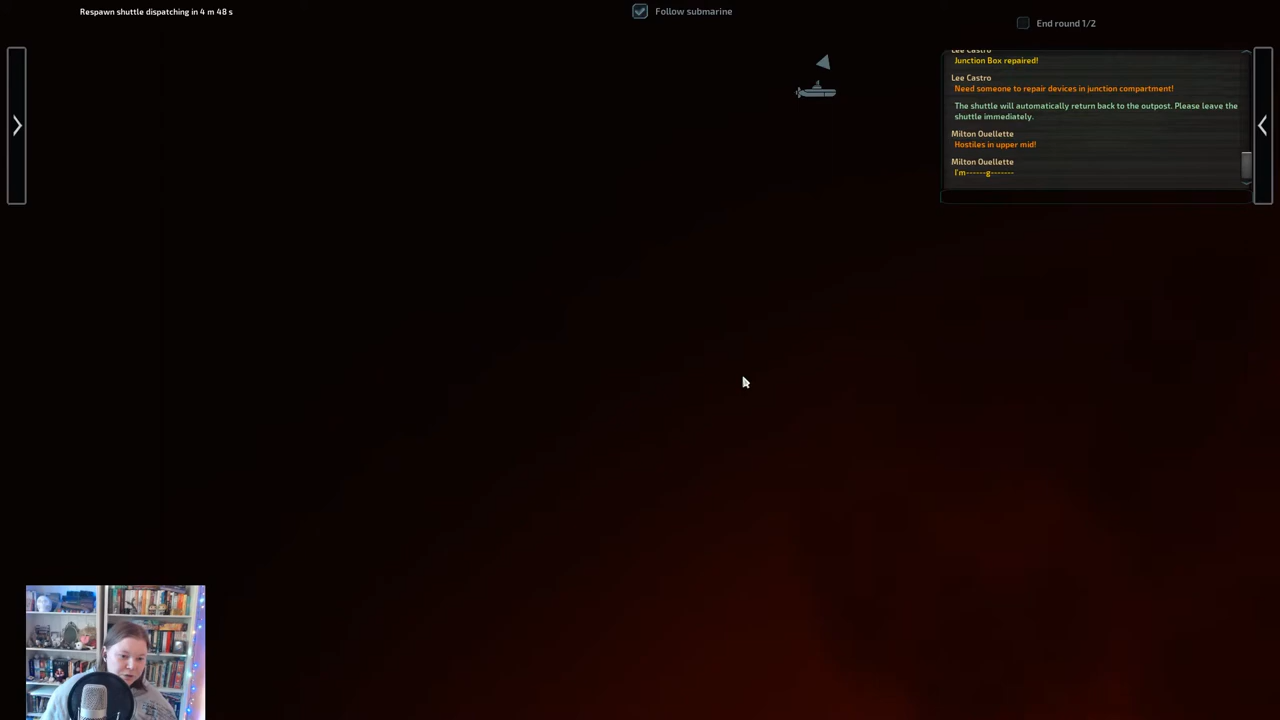 Respawn shuttle dispatching in 4 m 48 s
Follow submarine
End round 1/2
Lee Castro
Junction Box repaired!
Lee Castro
Need someone to repair devices in junction compartment!
The shuttle will automatically return back to the outpost. Please leave the
shuttle immediately.
Milton Ouellette
Hostiles in upper mid!
Milton Ouellette
I'm------g-------